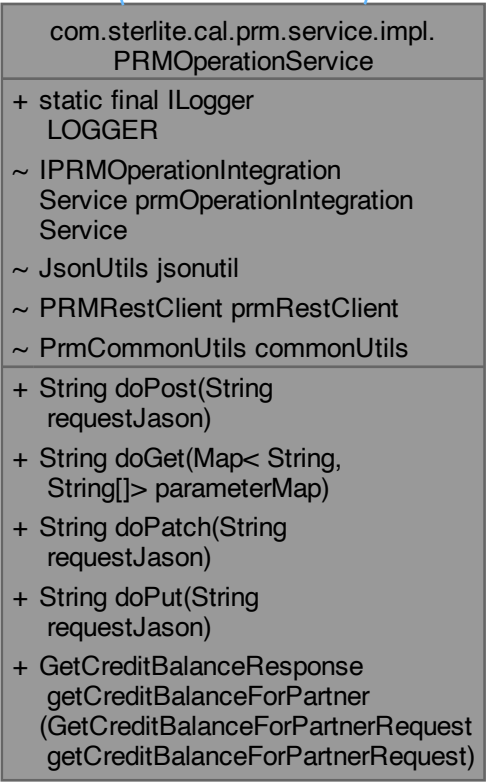 com.sterlite.cal.prm.service.impl.
PRMOperationService
+ static final ILogger
LOGGER
~ IPRMOperationIntegration
Service prmOperationIntegration
Service
~ JsonUtils jsonutil
~ PRMRestClient prmRestClient
~ PrmCommonUtils commonUtils
+ String doPost(String
requestJason)
+ String doGet(Map< String,
String[]> parameterMap)
+ String doPatch(String
requestJason)
+ String doPut(String
requestJason)
+ GetCreditBalanceResponse
getCreditBalanceForPartner
(GetCreditBalanceForPartnerRequest
getCreditBalanceForPartnerRequest)